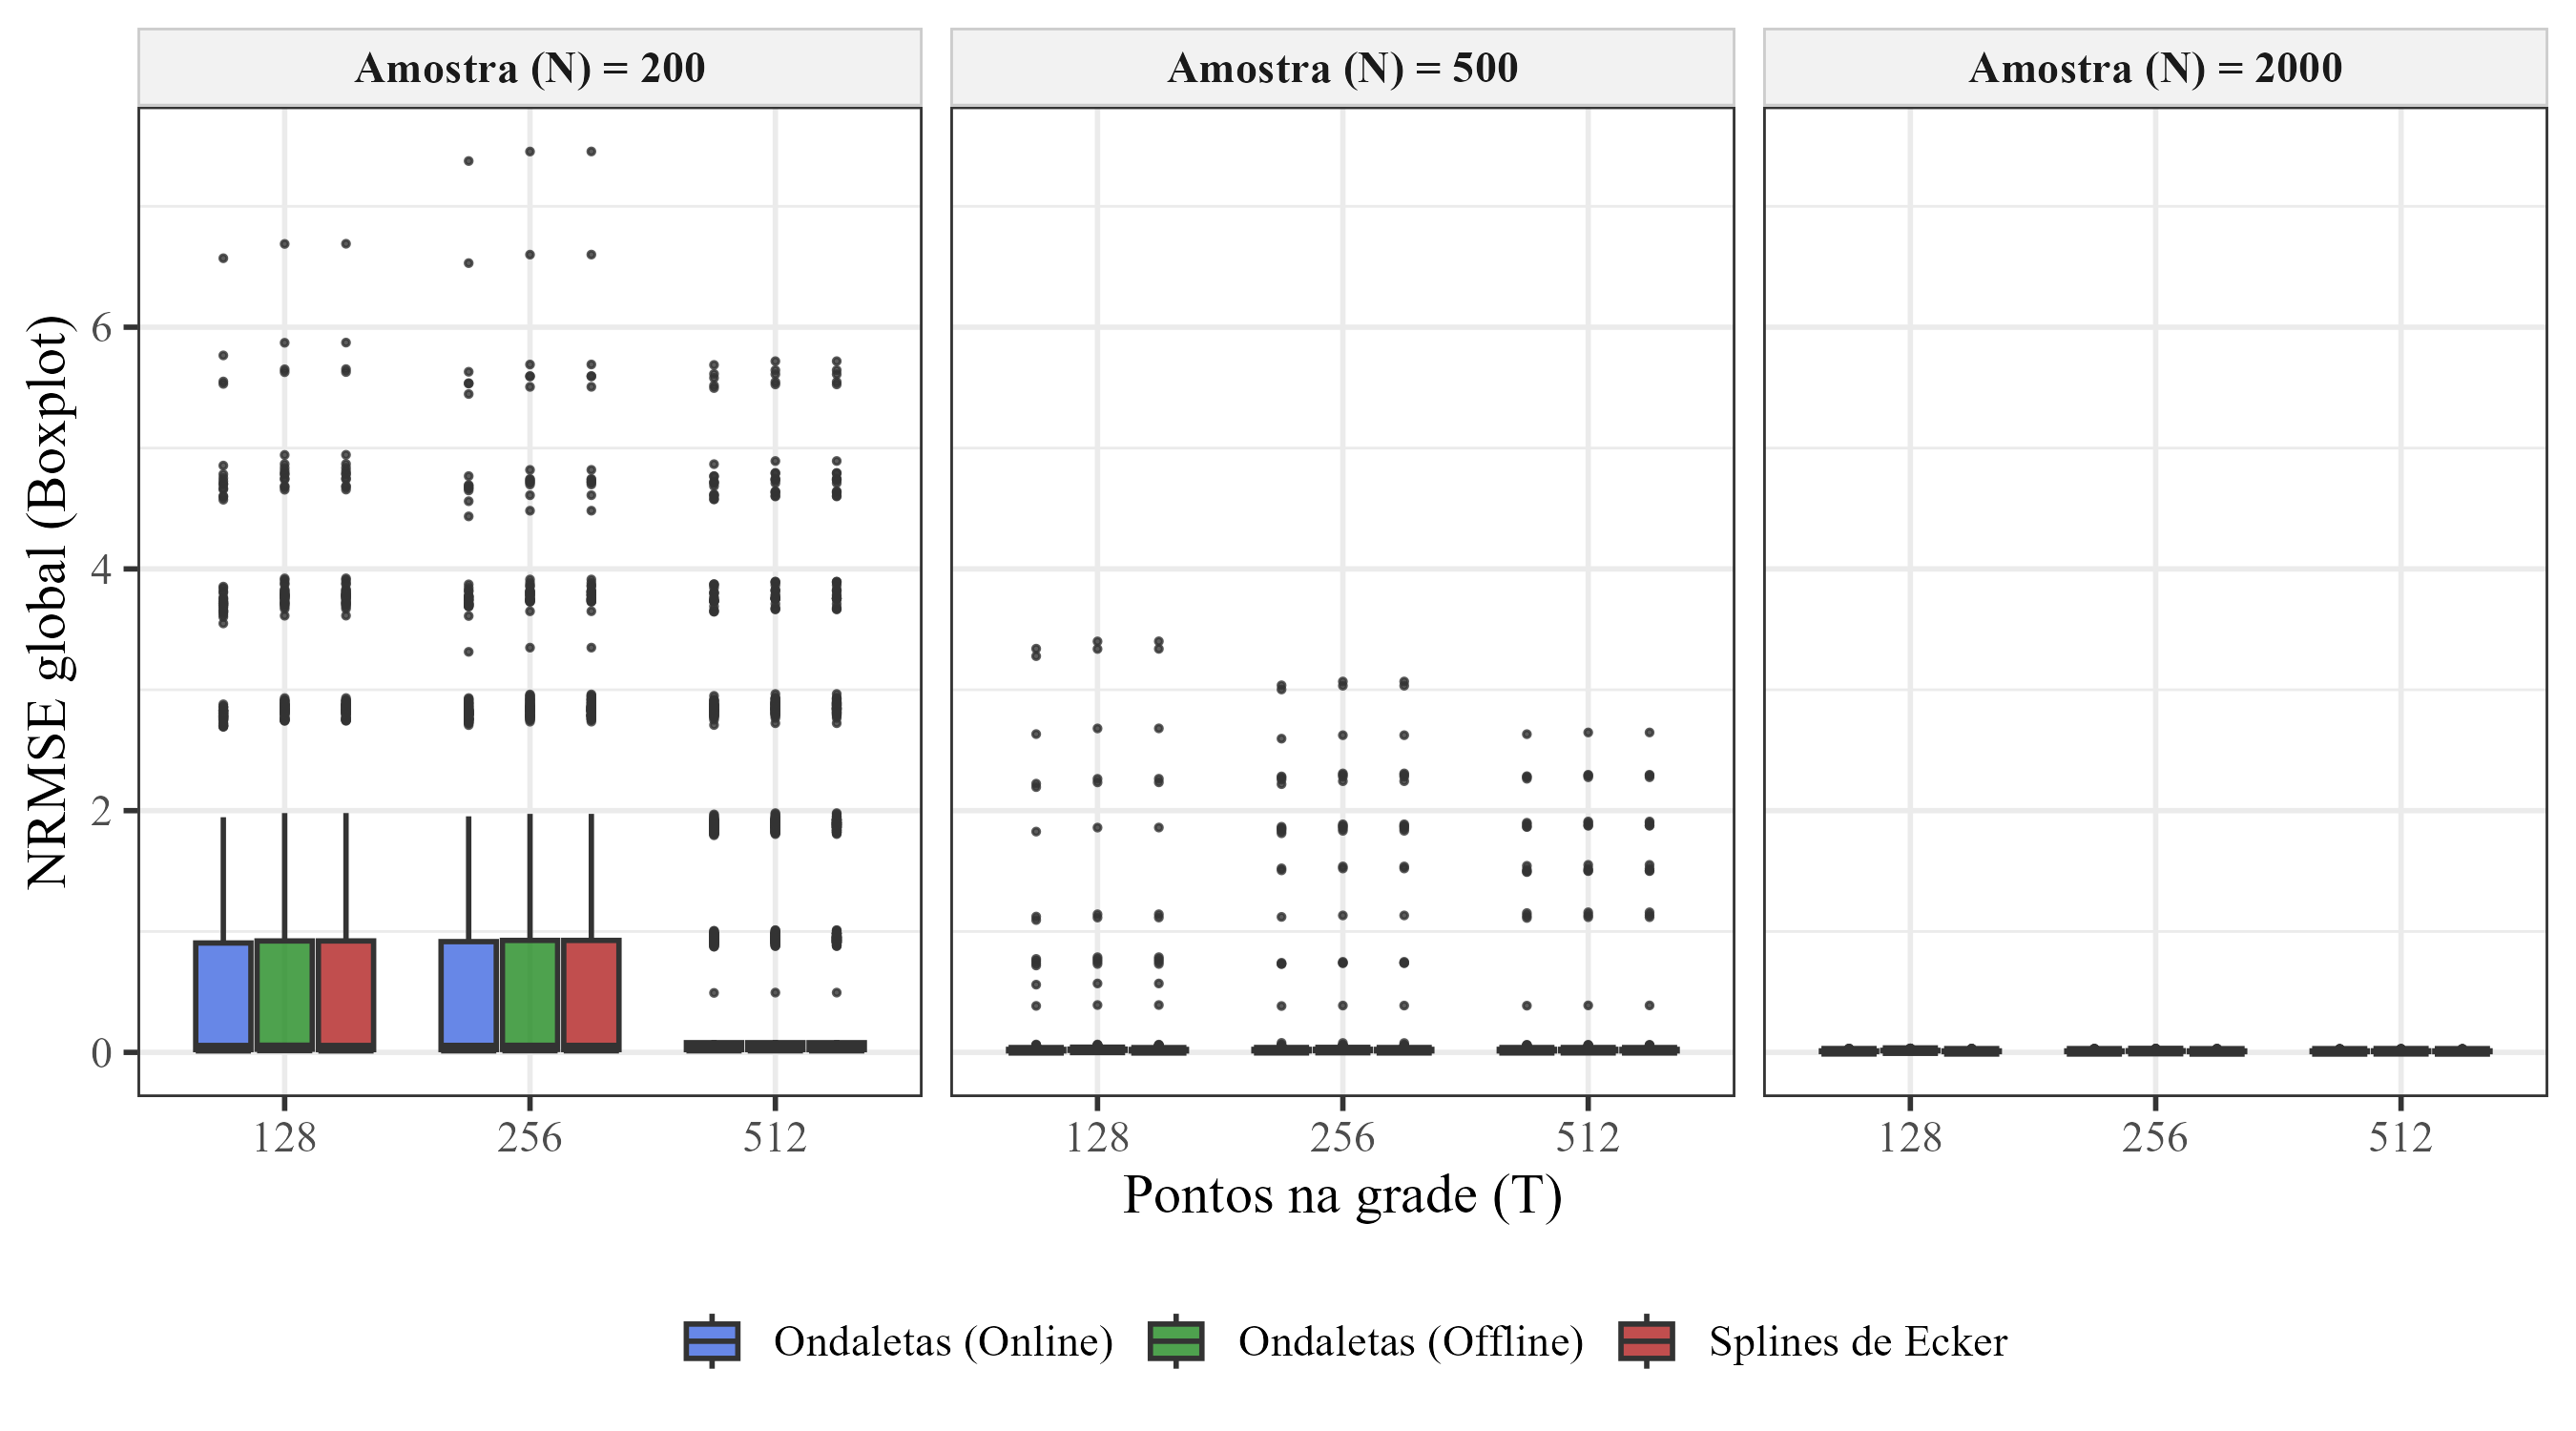 Amostra (N) = 200
Amostra (N) = 500
Amostra (N) = 2000
NRMSE global (Boxplot)
6
4
2
0
128 256 512
128 256 512
128 256 512
Pontos na grade (T)
Ondaletas (Online)
Ondaletas (Offline)
Splines de Ecker